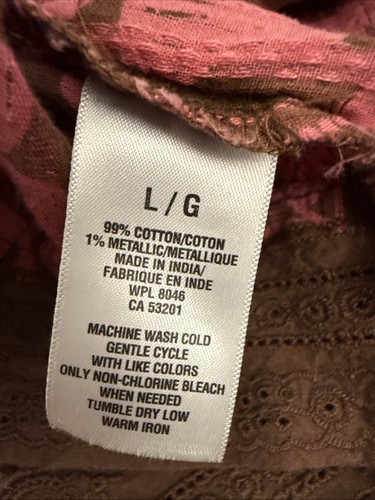 L / G
99% COTTON/COTON
1% METALLIC/METALLIQUE
MADE IN INDIA/
FABRIQUE EN INDE
WPL 8046
CA 53201
MACHINE WASH COLD
GENTLE CYCLE
WITH LIKE COLORS
ONLY NON-CHLORINE BLEACH
WHEN NEEDED
TUMBLE DRY LOW
WARM IRON